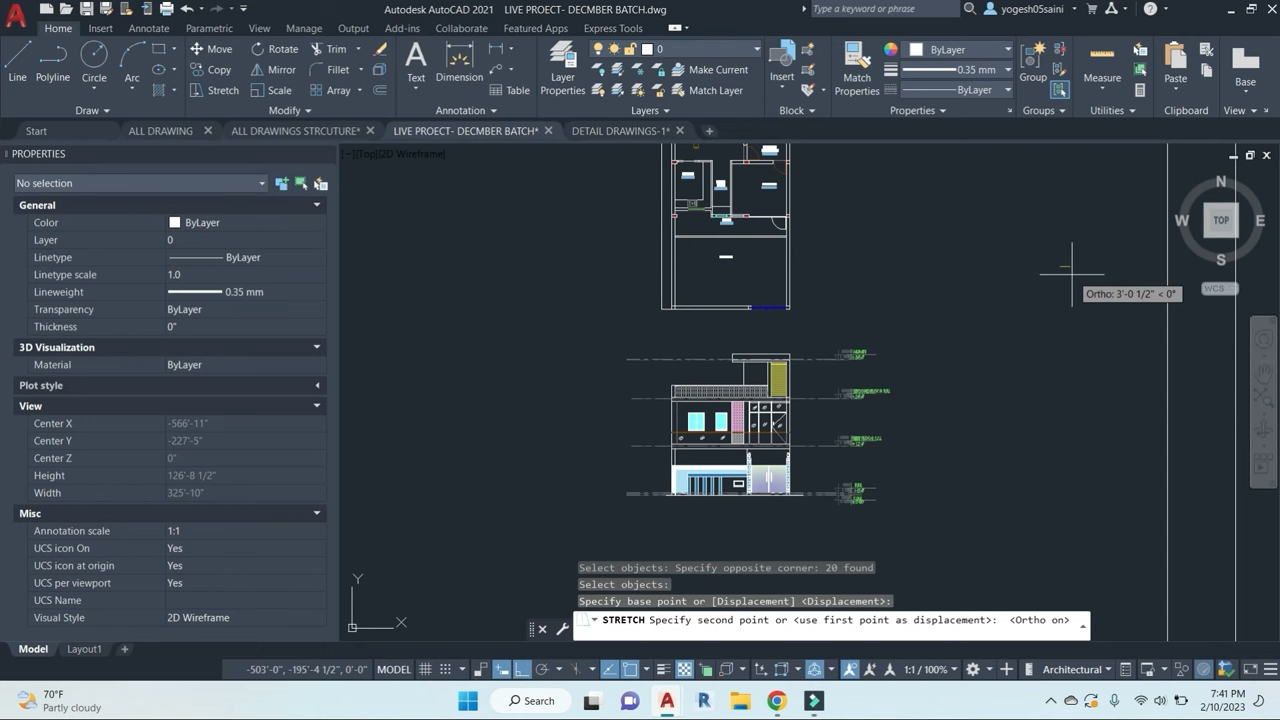 Autodesk AutoCAD 2021 LIVE PROECT- DECMBER BATCH.dwg
Type a keyword or phrase
yogesh05saini
Home Insert Annotate Parametric View Manage Output Add-ins Collaborate Featured Apps Express Tools
Move Rotate Trim
Copy Mirror Fillet
Stretch Scale Array
Line Polyline Circle Arc
Text Dimension Table
Layer Properties
0
Make Current
Match Layer
Insert
Match Properties
ByLayer
0.35 mm
ByLayer
Group Measure Paste Base
Draw Modify Annotation Layers Block Properties Groups Utilities Clipboard View
Start ALL DRAWING ALL DRAWINGS STRCUTURE* LIVE PROJECT- DECMBER BATCH* DETAIL DRAWINGS-1*
PROPERTIES
[−][Top][2D Wireframe]
No selection
General
Color ByLayer
Layer 0
Linetype ByLayer
Linetype scale 1.0
Lineweight 0.35 mm
Transparency ByLayer
Thickness 0"
3D Visualization
Material ByLayer
Plot style
View
Center X -566'-11"
Center Y -227'-5"
Center Z 0"
Height 126'-8 1/2"
Width 325'-10"
Misc
Annotation scale 1:1
UCS icon On Yes
UCS icon at origin Yes
UCS per viewport Yes
UCS Name
Visual Style 2D Wireframe
N
W TOP E
S
WCS
Ortho: 3'-0 1/2" < 0°
Y
X
Select objects: Specify opposite corner: 20 found
Select objects:
Specify base point or [Displacement] <Displacement>:
STRETCH Specify second point or <use first point as displacement>: <Ortho on>
Model Layout1
-503'-0", -195'-4 1/2", 0'-0" MODEL 1:1 / 100% Architectural
70°F
Partly cloudy
Search
7:41 PM
2/10/2023